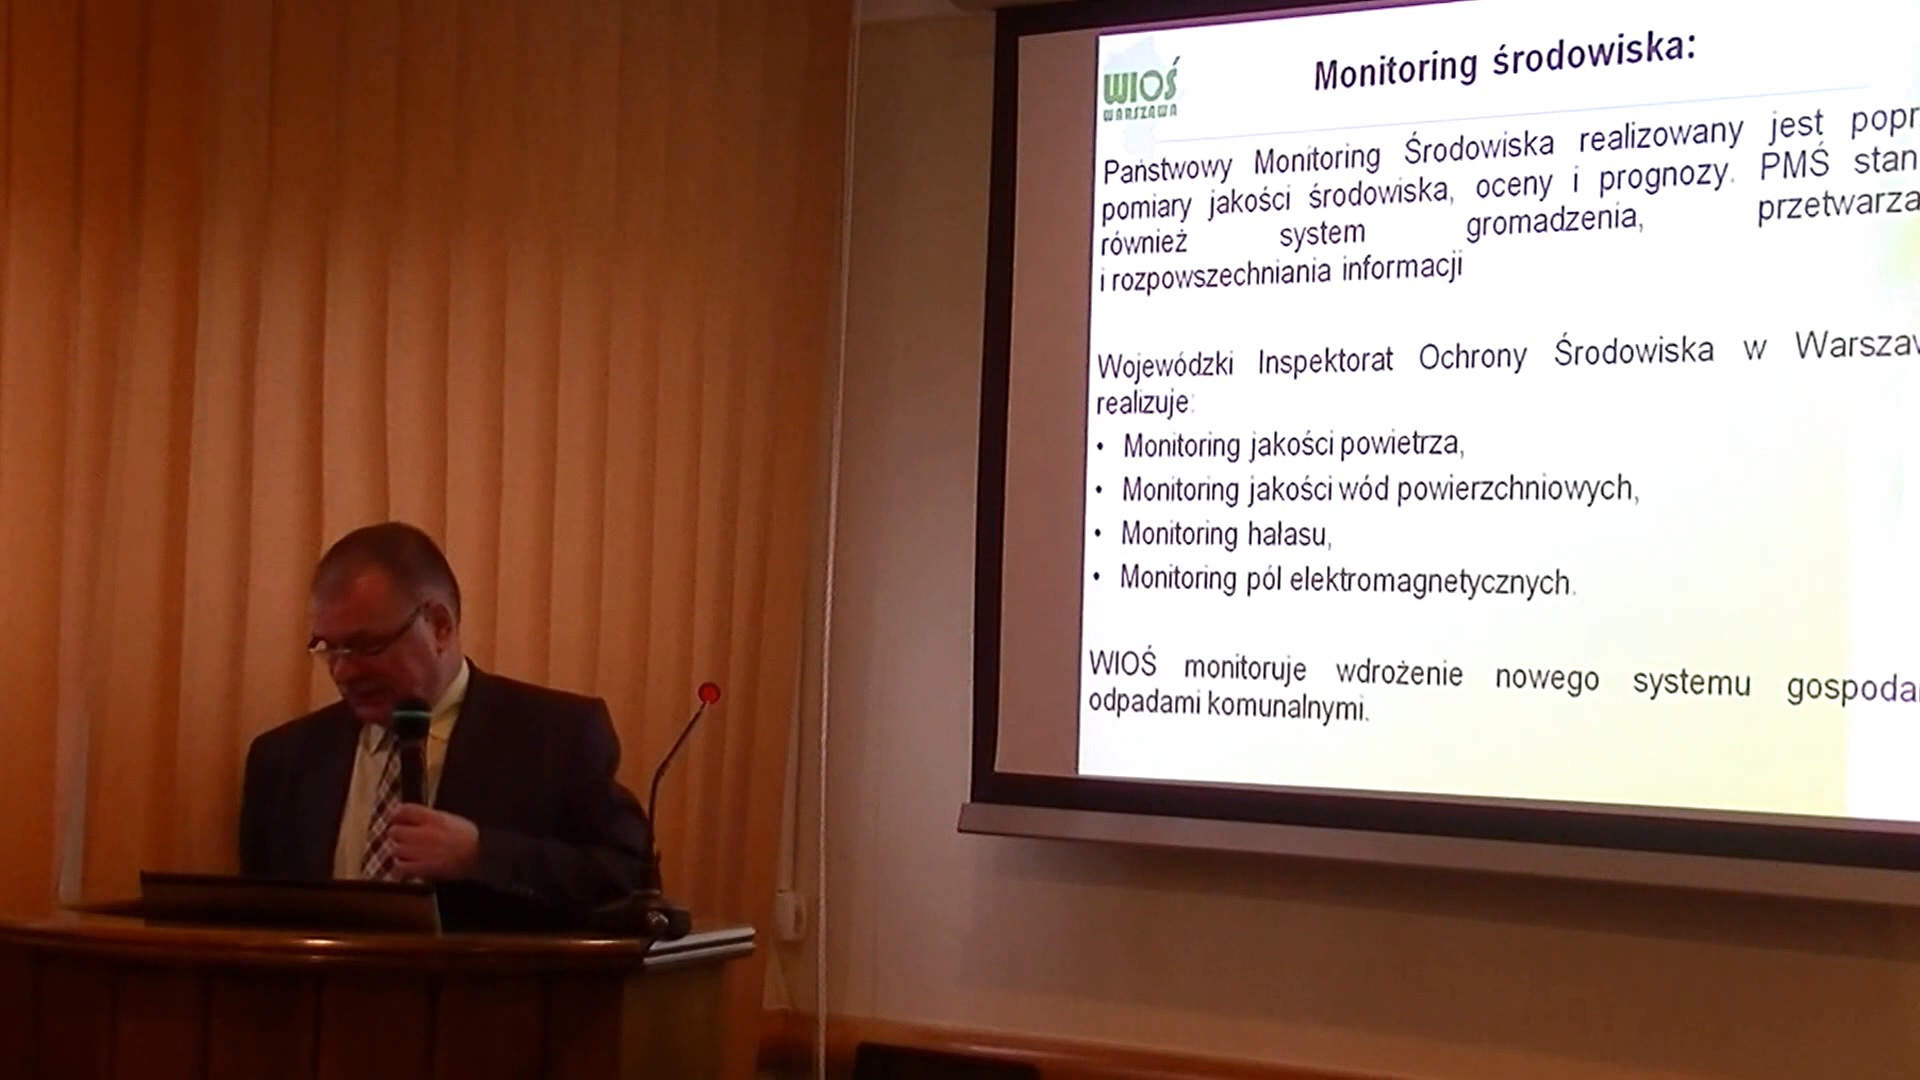 WIOŚ
WARSZAWA
Monitoring środowiska:
Państwowy Monitoring Środowiska realizowany jest
pomiary jakości środowiska, oceny i prognozy. PMŚ
również system gromadzenia,
i rozpowszechniania informacji
Wojewódzki Inspektorat Ochrony Środowiska w
realizuje:
• Monitoring jakości powietrza,
• Monitoring jakości wód powierzchniowych,
• Monitoring hałasu,
• Monitoring pól elektromagnetycznych.
WIOŚ monitoruje wdrożenie nowego systemu
odpadami komunalnymi.